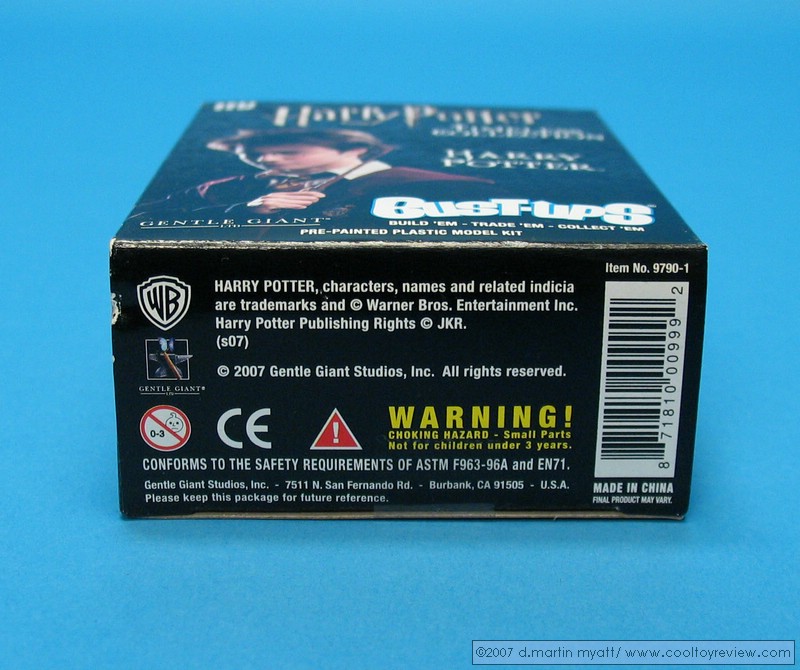 Harry Potter
HARRY
POTTER
BUST-UPS
GENTLE GIANT
LTD
BUILD 'EM - TRADE 'EM - COLLECT 'EM
PRE-PAINTED PLASTIC MODEL KIT
Item No. 9790-1
WB
HARRY POTTER, characters, names and related indicia
are trademarks and © Warner Bros. Entertainment Inc.
Harry Potter Publishing Rights © JKR.
(s07)
GENTLE GIANT®
LTD
© 2007 Gentle Giant Studios, Inc. All rights reserved.
0-3
CE
!
WARNING!
CHOKING HAZARD - Small Parts
Not for children under 3 years.
8 71810 00999 2
CONFORMS TO THE SAFETY REQUIREMENTS OF ASTM F963-96A and EN71.
MADE IN CHINA
FINAL PRODUCT MAY VARY.
Gentle Giant Studios, Inc. - 7511 N. San Fernando Rd. - Burbank, CA 91505 - U.S.A.
Please keep this package for future reference.
©2007 d.martin myatt/ www.cooltoyreview.com